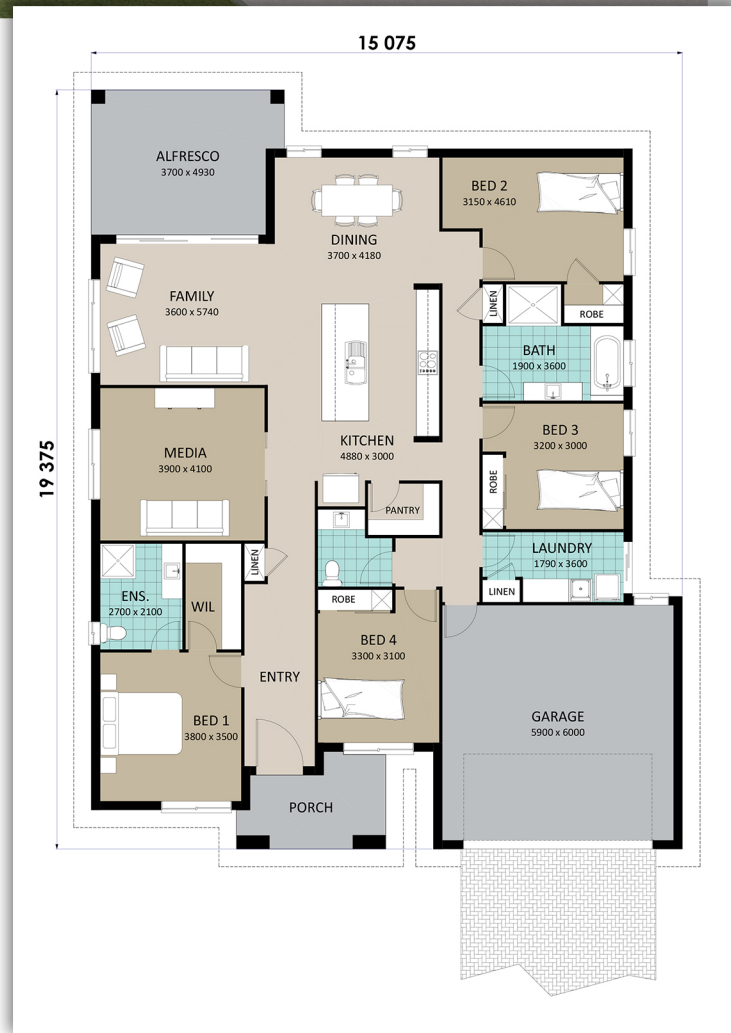 15 075
19 375
ALFRESCO
3700 x 4930
BED 2
3150 x 4610
DINING
3700 x 4180
FAMILY
3600 x 5740
LINEN
ROBE
BATH
1900 x 3600
KITCHEN
4880 x 3000
BED 3
3200 x 3000
MEDIA
3900 x 4100
ROBE
PANTRY
LAUNDRY
1790 x 3600
LINEN
LINEN
ENS.
2700 x 2100
WIL
ROBE
BED 4
3300 x 3100
ENTRY
BED 1
3800 x 3500
GARAGE
5900 x 6000
PORCH